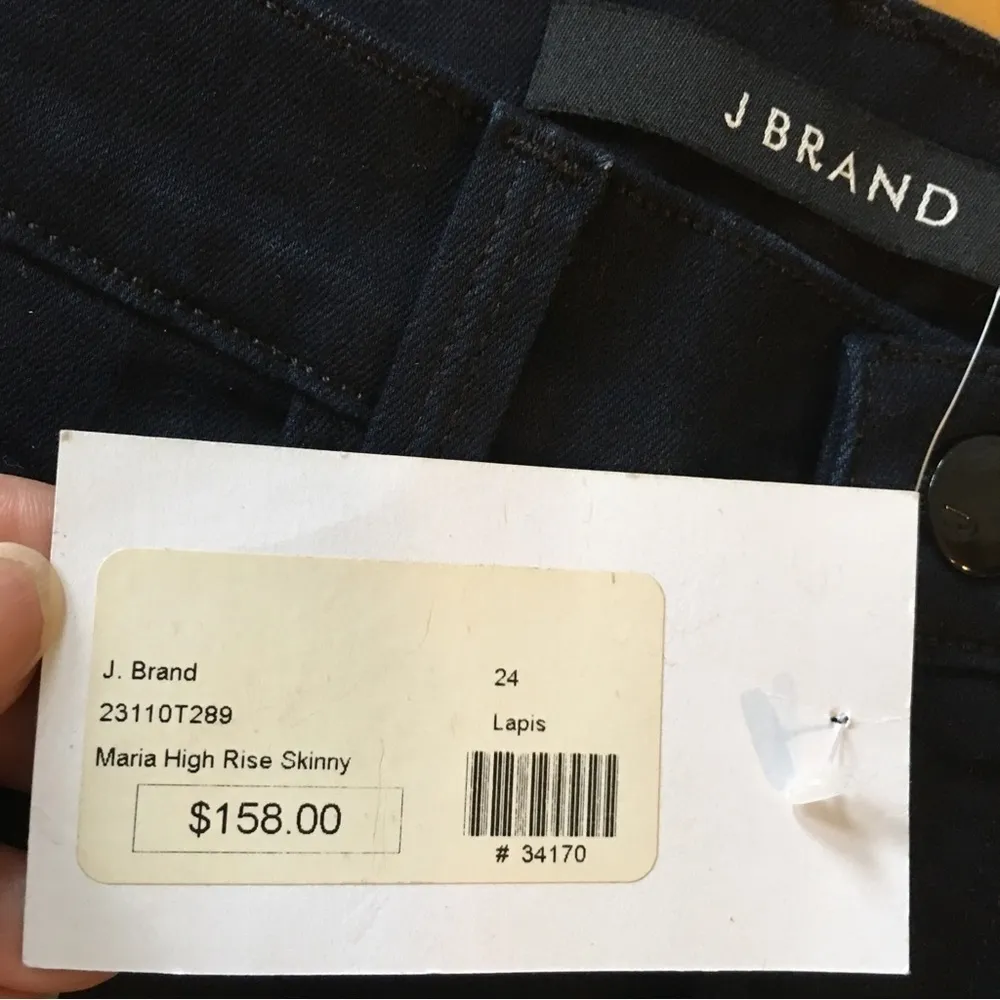 J BRAND
J. Brand
23110T289
Maria High Rise Skinny
$158.00
24
Lapis
# 34170